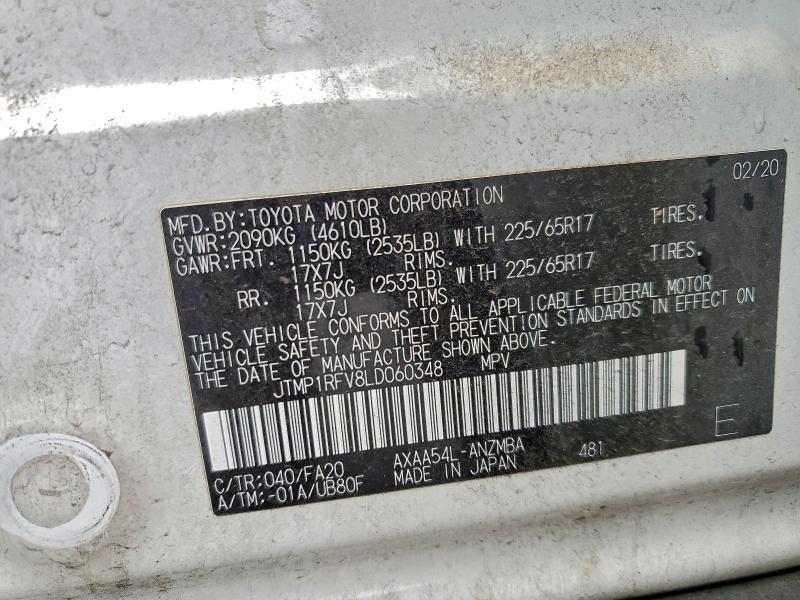 02/20
MFD.BY:TOYOTA MOTOR CORPORATION
GVWR:2090KG (4610LB)
GAWR:FRT. 1150KG (2535LB) WITH 225/65R17 TIRES.
17X7J RIMS.
RR. 1150KG (2535LB) WITH 225/65R17 TIRES.
17X7J RIMS.
THIS VEHICLE CONFORMS TO ALL APPLICABLE FEDERAL MOTOR
VEHICLE SAFETY AND THEFT PREVENTION STANDARDS IN EFFECT ON
THE DATE OF MANUFACTURE SHOWN ABOVE.
JTMP1RFV8LD060348 MPV
E
C/TR:040/FA20 AXAA54L-ANZMBA 481
A/TM:-01A/UB80F MADE IN JAPAN